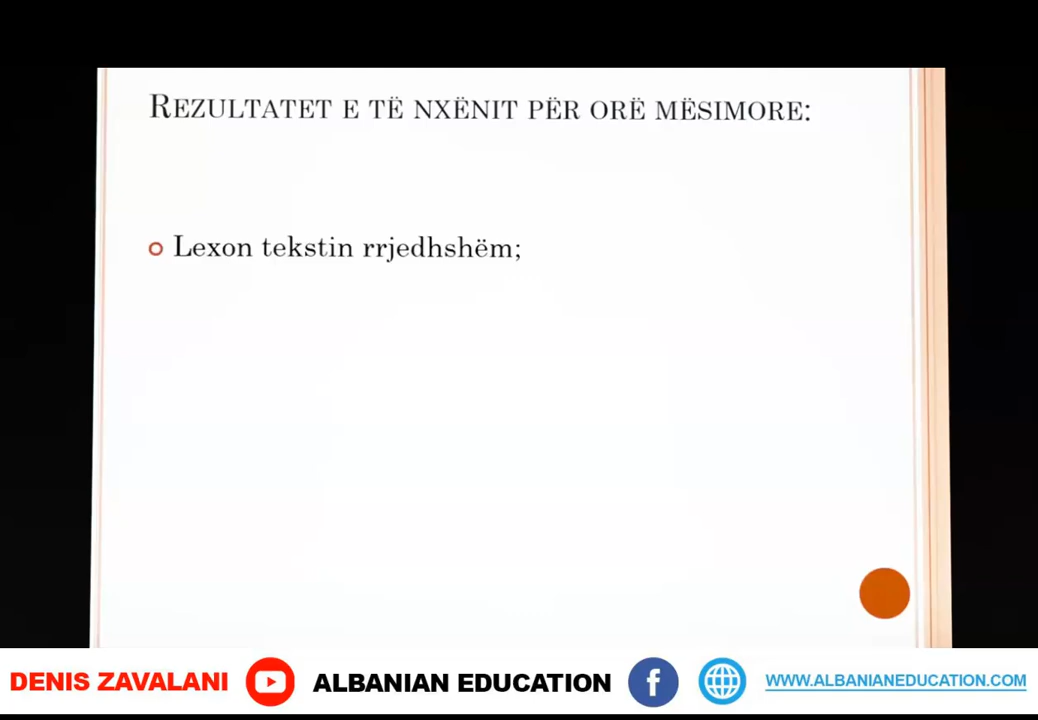 REZULTATET E TË NXËNIT PËR ORË MËSIMORE:
Lexon tekstin rrjedhshëm;
DENIS ZAVALANI ALBANIAN EDUCATION WWW.ALBANIANEDUCATION.COM